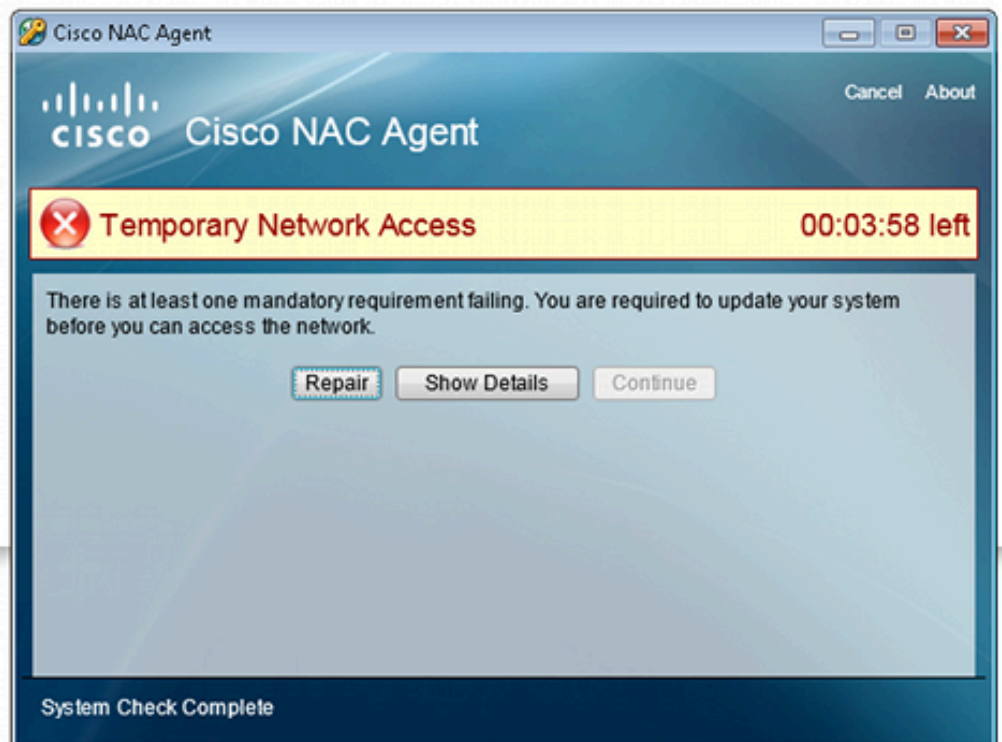 Cisco NAC Agent
Cancel About
CISCO Cisco NAC Agent
Temporary Network Access 00:03:58 left
There is at least one mandatory requirement failing. You are required to update your system
before you can access the network.
Repair Show Details Continue
System Check Complete